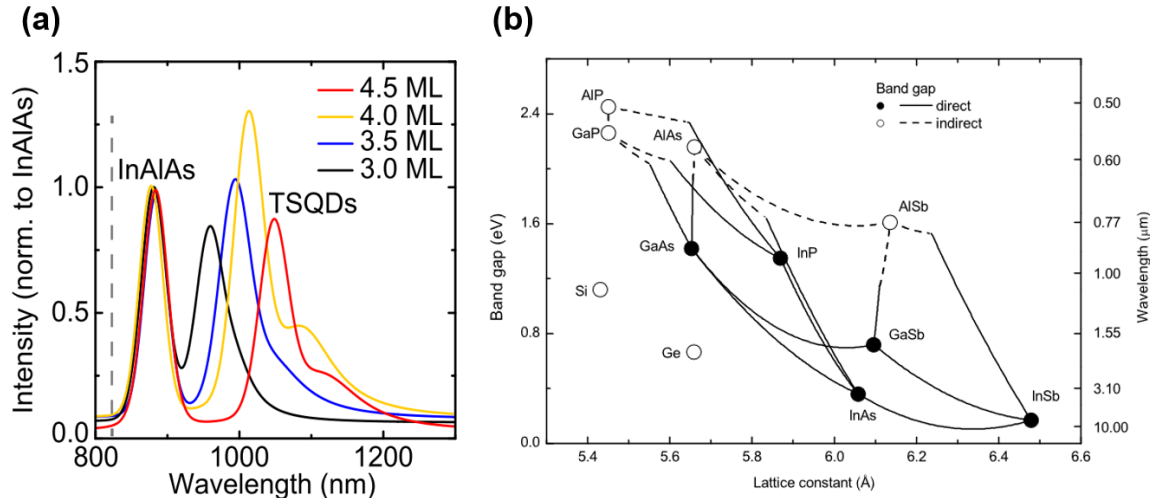 (a)
(b)
1.5
1.0
0.5
0.0
Intensity (norm. to InAlAs)
4.5 ML
4.0 ML
3.5 ML
3.0 ML
InAlAs
TSQDs
800 1000 1200
Wavelength (nm)
2.4
1.6
0.8
0.0
Band gap (eV)
Band gap
direct
indirect
AlP
GaP
AlAs
AlSb
GaAs
InP
Si
Ge
GaSb
InAs
InSb
0.50
0.60
0.77
1.00
1.55
3.10
10.00
Wavelength (μm)
5.4 5.6 5.8 6.0 6.2 6.4 6.6
Lattice constant (Å)